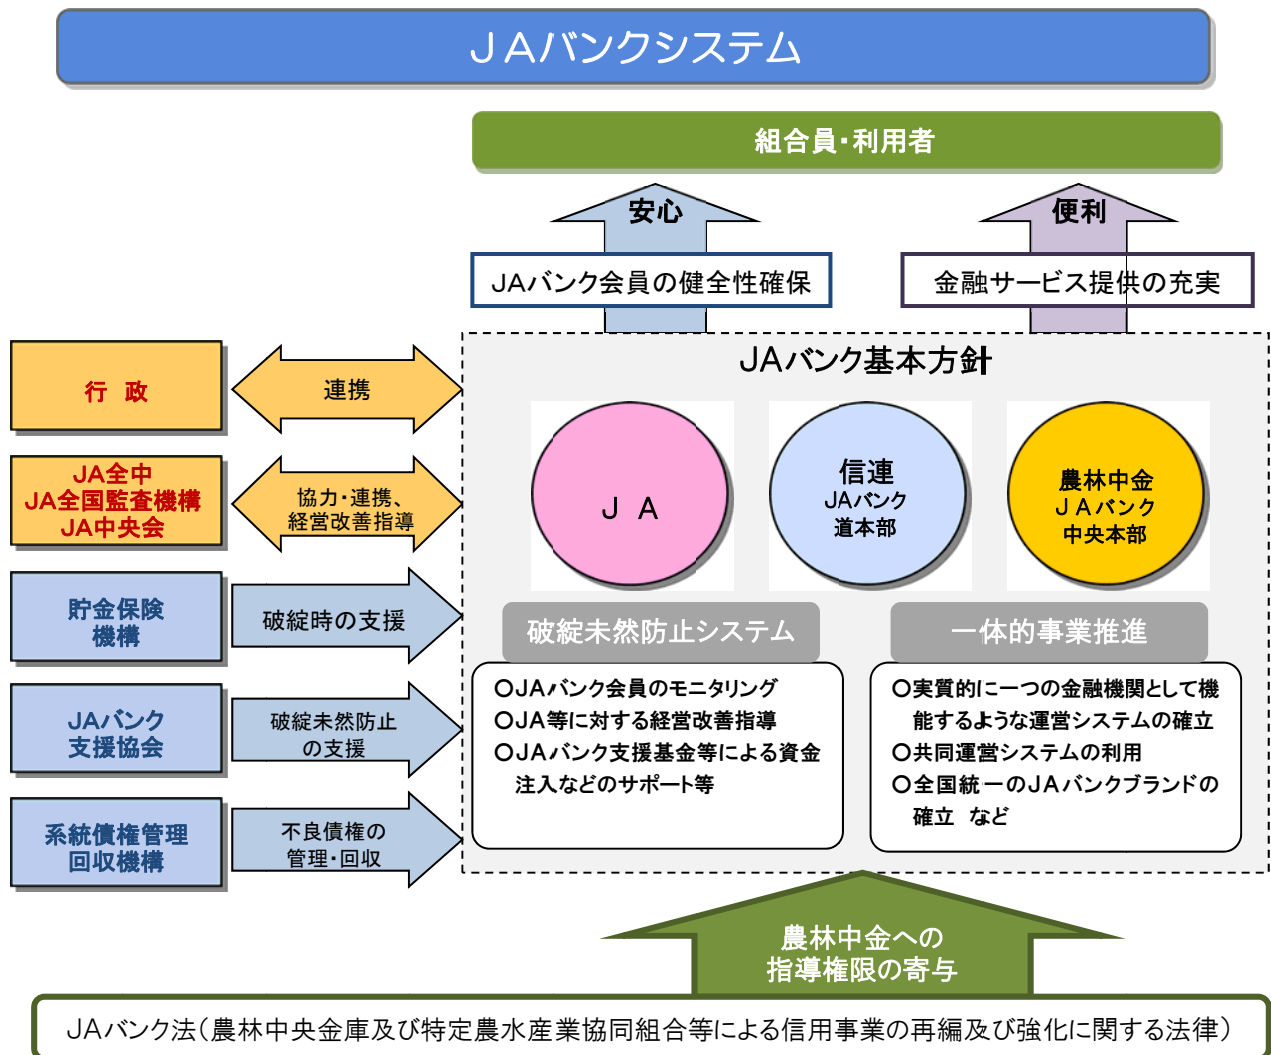 JAバンクシステム
組合員・利用者
安心
便利
JAバンク会員の健全性確保
金融サービス提供の充実
行 政
連携
JA全中
JA全国監査機構
JA中央会
協力・連携、
経営改善指導
貯金保険
機構
破綻時の支援
JAバンク
支援協会
破綻未然防止
の支援
系統債権管理
回収機構
不良債権の
管理・回収
JAバンク基本方針
J A
信連
JAバンク
道本部
農林中金
JAバンク
中央本部
破綻未然防止システム
○JAバンク会員のモニタリング
○JA等に対する経営改善指導
○JAバンク支援基金等による資金
注入などのサポート等
一体的事業推進
○実質的に一つの金融機関として機
能するような運営システムの確立
○共同運営システムの利用
○全国統一のJAバンクブランドの
確立 など
農林中金への
指導権限の寄与
JAバンク法(農林中央金庫及び特定農水産業協同組合等による信用事業の再編及び強化に関する法律)